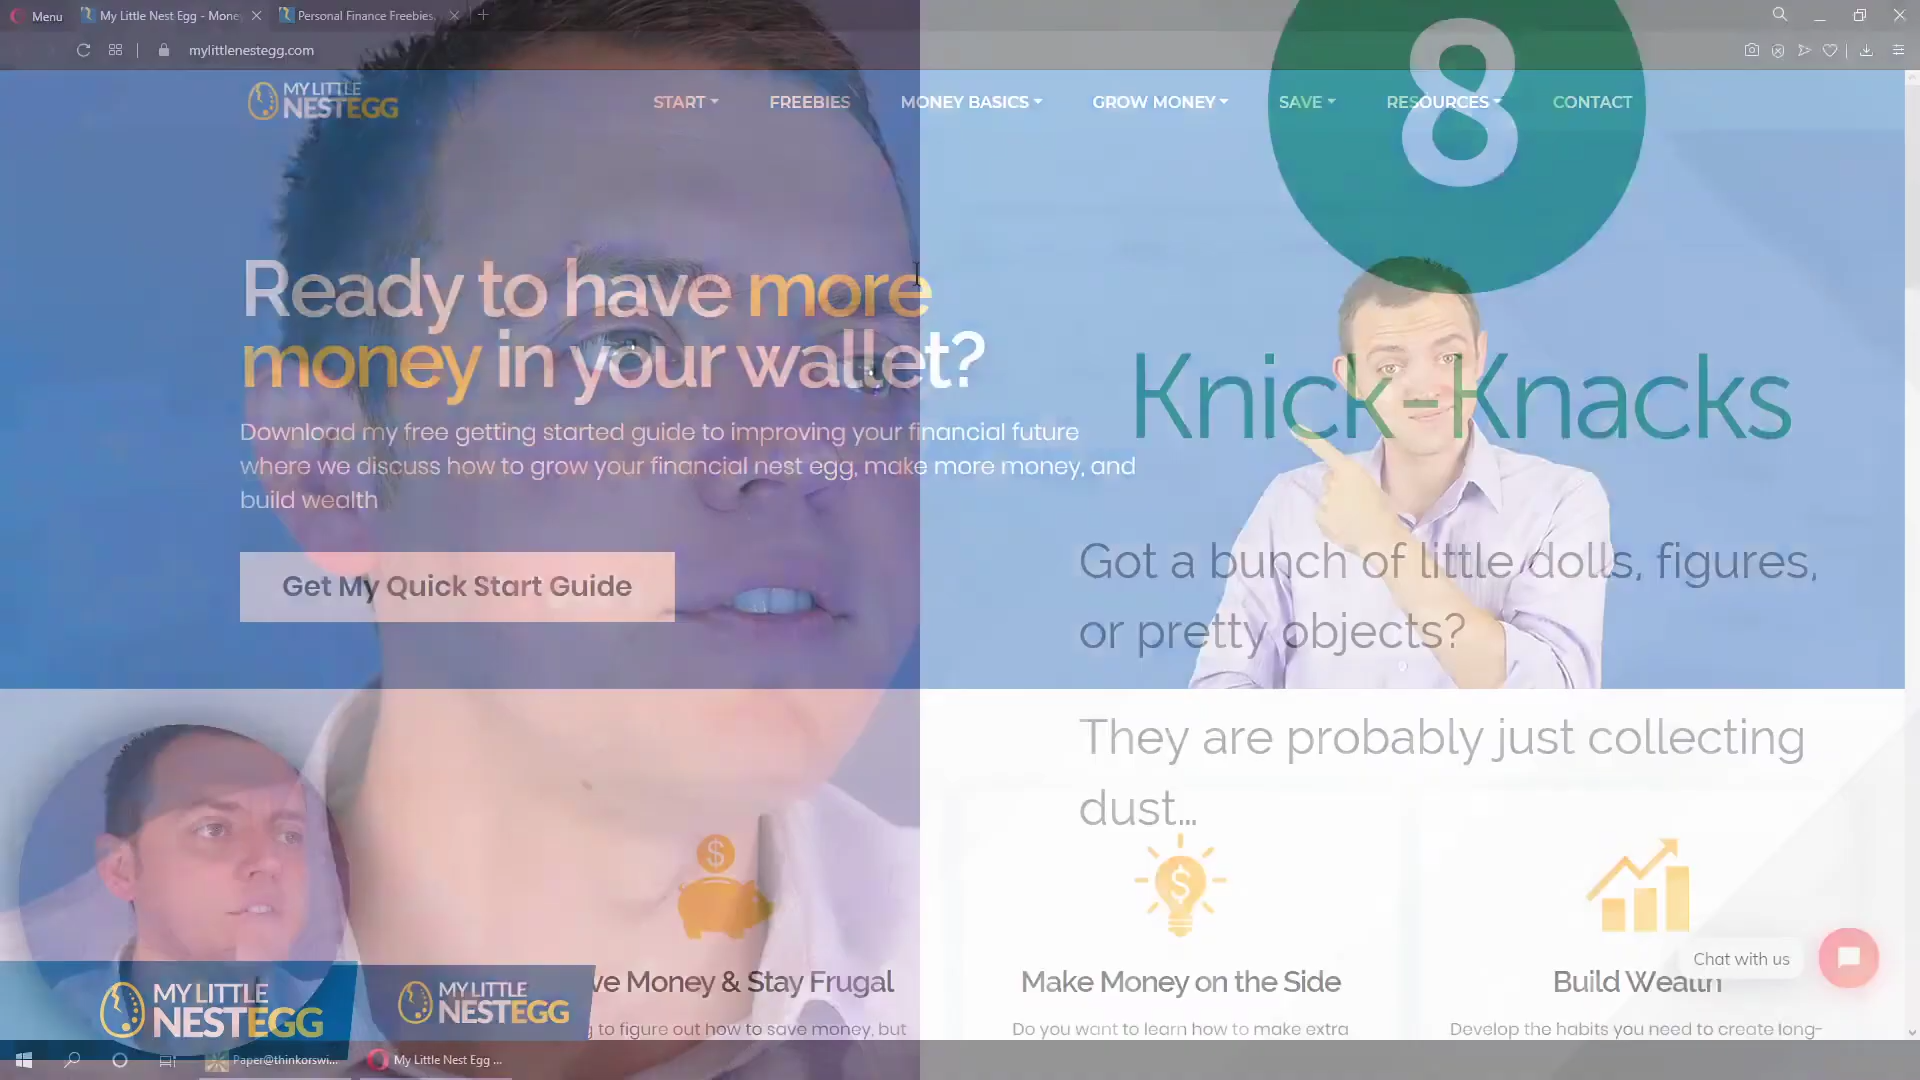 Menu
My Little Nest Egg - Mone
Personal Finance Freebies,
mylittlenestegg.com
MY LITTLE
NESTEGG
START
FREEBIES
MONEY BASICS
GROW MONEY
SAVE
RESOURCES
CONTACT
8
Ready to have more
money in your wallet?
Download my free getting started guide to improving your financial future
where we discuss how to grow your financial nest egg, make more money, and
build wealth
Get My Quick Start Guide
Knick-Knacks
Got a bunch of little dolls, figures,
or pretty objects?
They are probably just collecting
dust...
ve Money & Stay Frugal
g to figure out how to save money, but
Make Money on the Side
Do you want to learn how to make extra
Build Wealth
Develop the habits you need to create long-
Chat with us
MY LITTLE
NESTEGG
MY LITTLE
NESTEGG
Paper@thinkorswi...
My Little Nest Egg ...